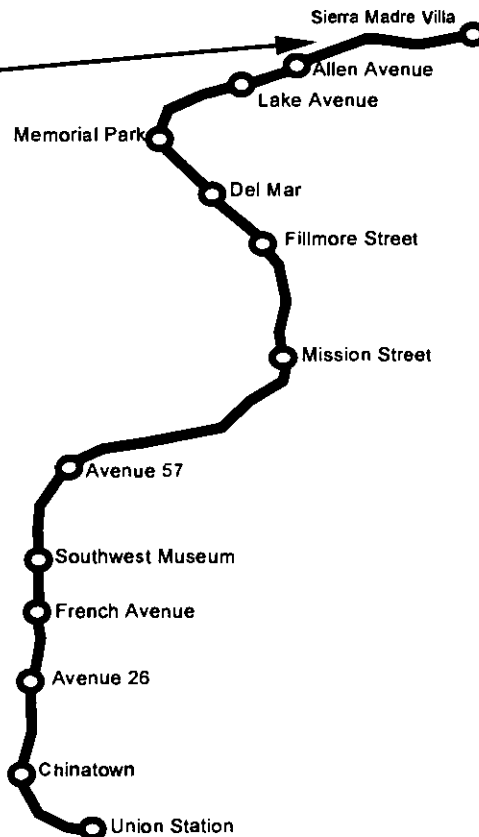 Sierra Madre Villa
Allen Avenue
Lake Avenue
Memorial Park
Del Mar
Fillmore Street
Mission Street
Avenue 57
Southwest Museum
French Avenue
Avenue 26
Chinatown
Union Station